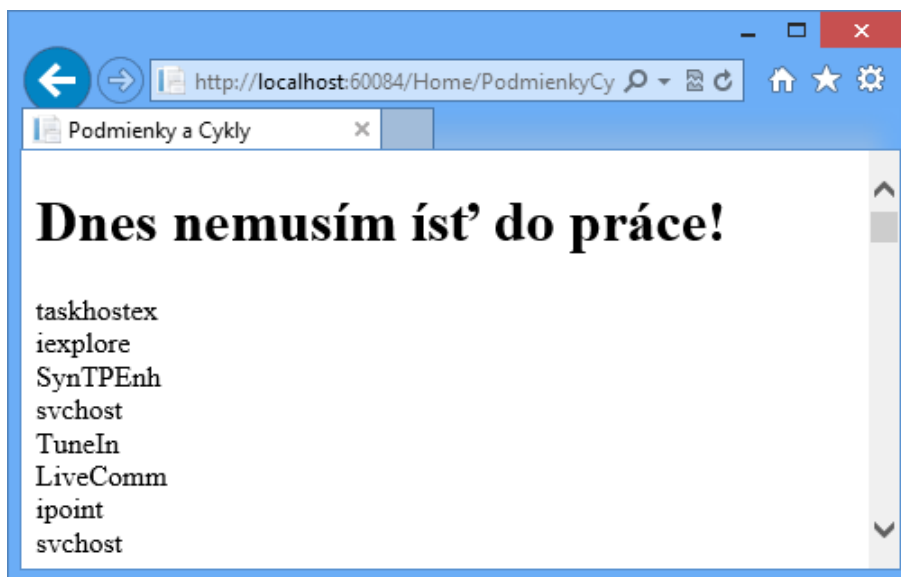 http://localhost:60084/Home/PodmienkyCy
Podmienky a Cykly
Dnes nemusím ísť do práce!
taskhostex
iexplore
SynTPEnh
svchost
TuneIn
LiveComm
ipoint
svchost